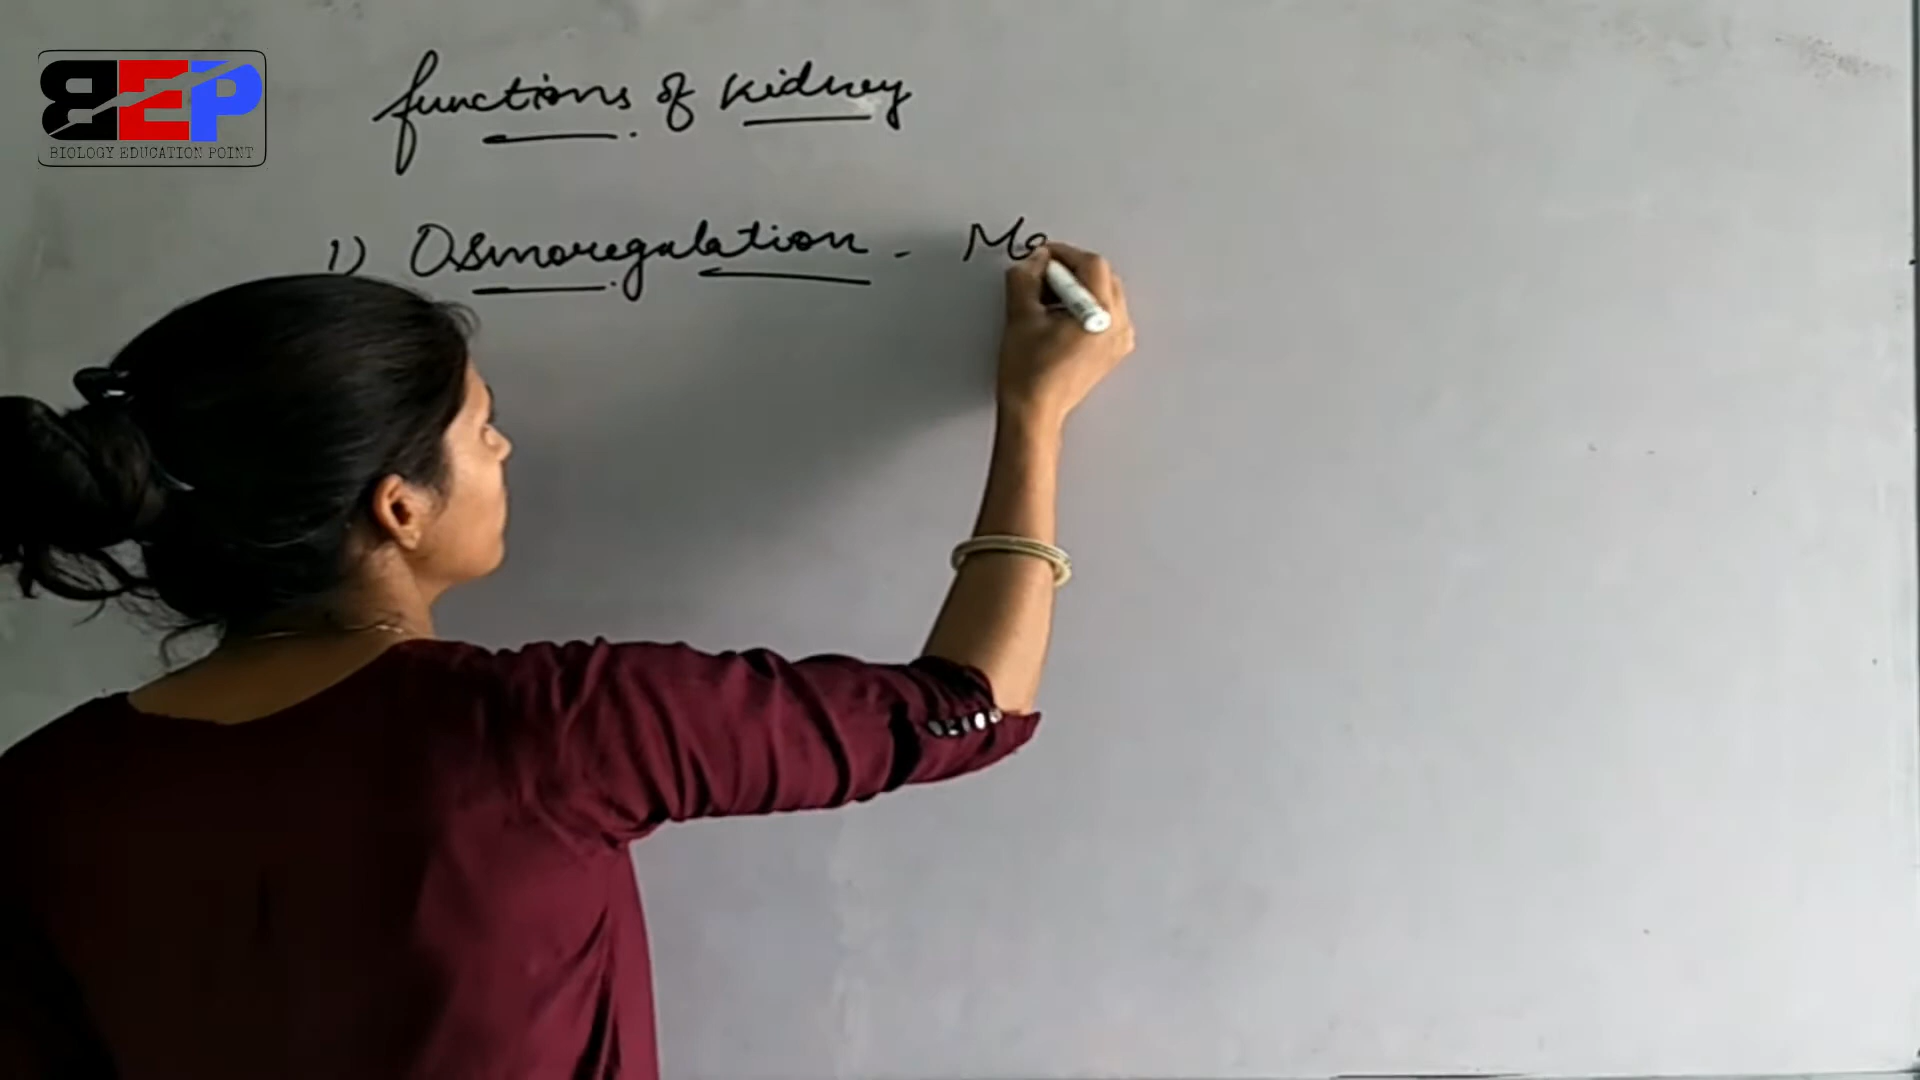 BEP
BIOLOGY EDUCATION POINT
functions of kidney
1) Osmoregulation - Ma